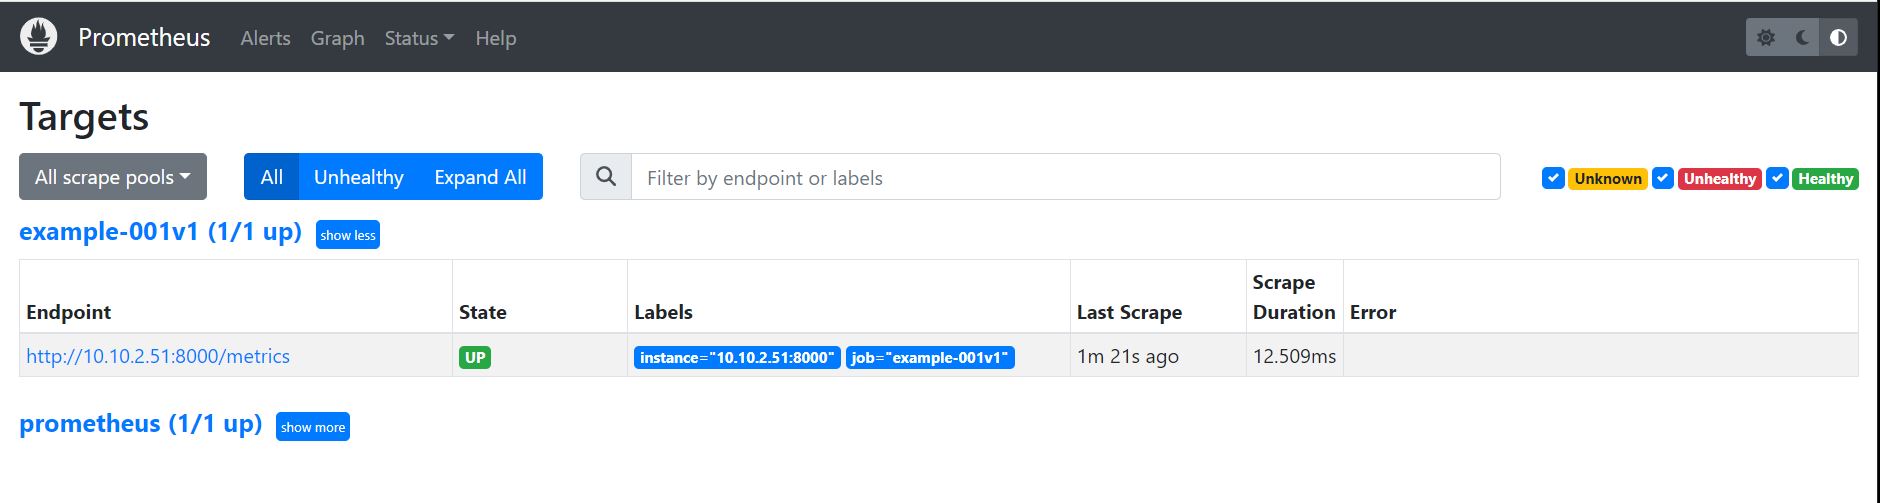 Prometheus Alerts Graph Status Help
Targets
All scrape pools All Unhealthy Expand All Filter by endpoint or labels Unknown Unhealthy Healthy
example-001v1 (1/1 up) show less
Endpoint State Labels Last Scrape Scrape Duration Error
http://10.10.2.51:8000/metrics UP instance="10.10.2.51:8000" job="example-001v1" 1m 21s ago 12.509ms
prometheus (1/1 up) show more